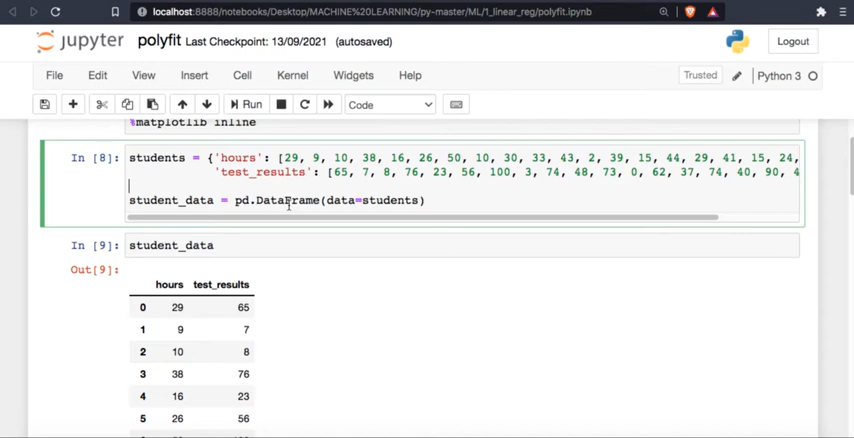 localhost:8888/notebooks/Desktop/MACHINE%20LEARNING/py-master/ML/1_linear_reg/polyfit.ipynb
jupyter polyfit Last Checkpoint: 13/09/2021 (autosaved) Logout
File Edit View Insert Cell Kernel Widgets Help Trusted Python 3
Run Code
%matplotlib inline
In [8]: students = {'hours': [29, 9, 10, 38, 16, 26, 50, 10, 30, 33, 43, 2, 39, 15, 44, 29, 41, 15, 24,
'test_results': [65, 7, 8, 76, 23, 56, 100, 3, 74, 48, 73, 0, 62, 37, 74, 40, 90, 4
student_data = pd.DataFrame(data=students)
In [9]: student_data
Out[9]:
hours test_results
0 29 65
1 9 7
2 10 8
3 38 76
4 16 23
5 26 56